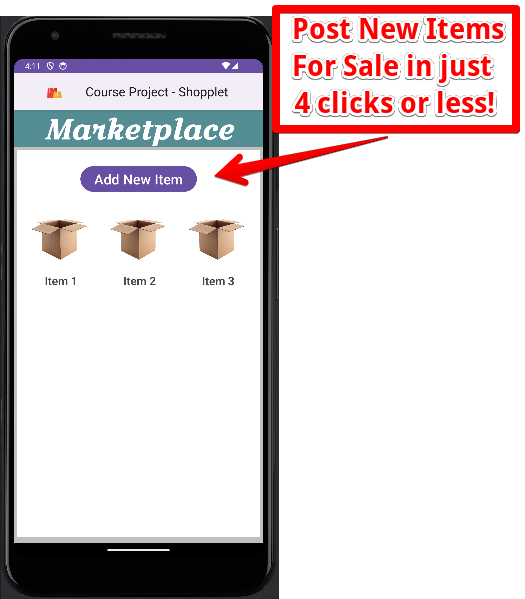 Post New Items
For Sale in just
4 clicks or less!
4:11
Course Project - Shopplet
Marketplace
Add New Item
Item 1
Item 2
Item 3